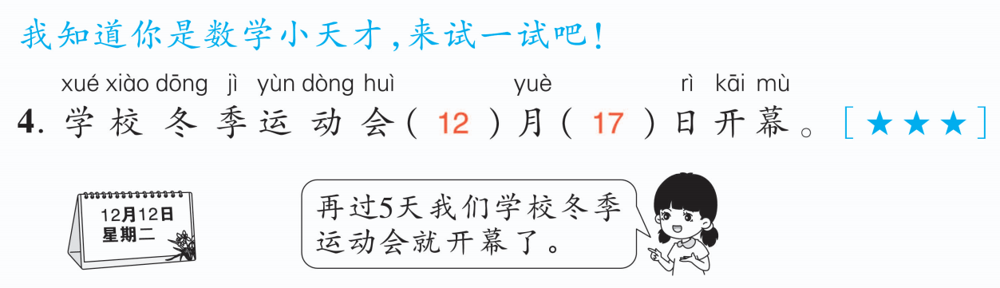 我知道你是数学小天才,来试一试吧!
xué xiào dōng jì yùn dòng huì yuè rì kāi mù
4. 学校冬季运动会( 12 )月( 17 )日开幕。[★★★]
12月12日
星期二
再过5天我们学校冬季
运动会就开幕了。